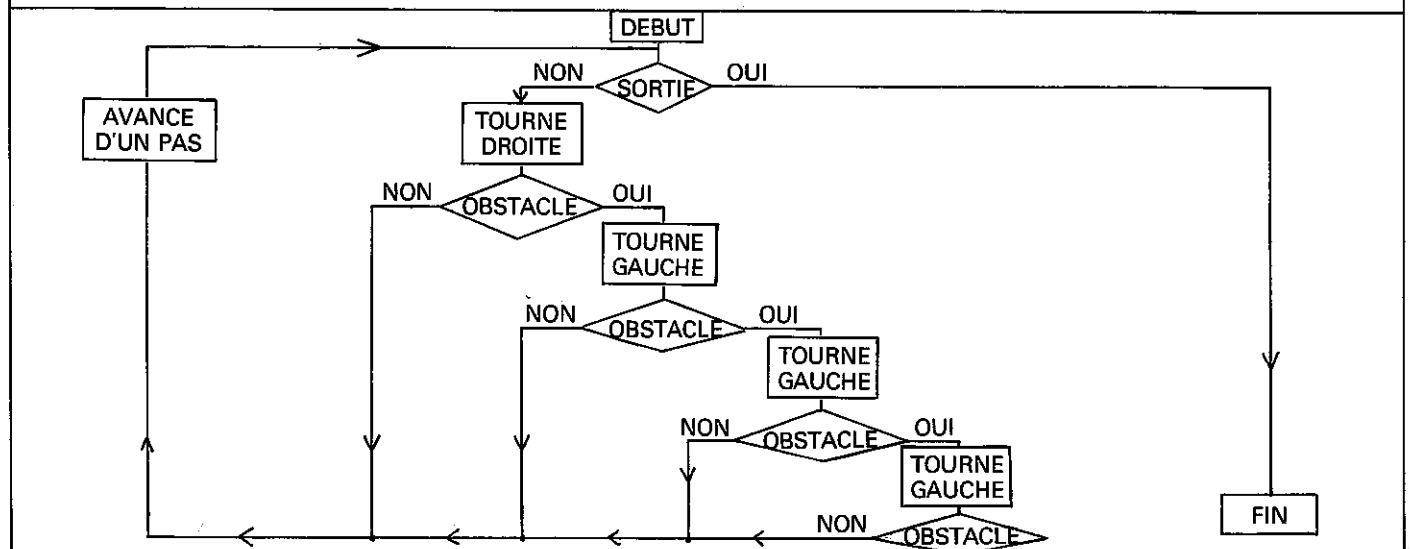 DEBUT
NON
SORTIE
OUI
AVANCE
D'UN PAS
TOURNE
DROITE
NON
OBSTACLE
OUI
TOURNE
GAUCHE
NON
OBSTACLE
OUI
TOURNE
GAUCHE
NON
OBSTACLE
OUI
TOURNE
GAUCHE
FIN
NON
OBSTACLE